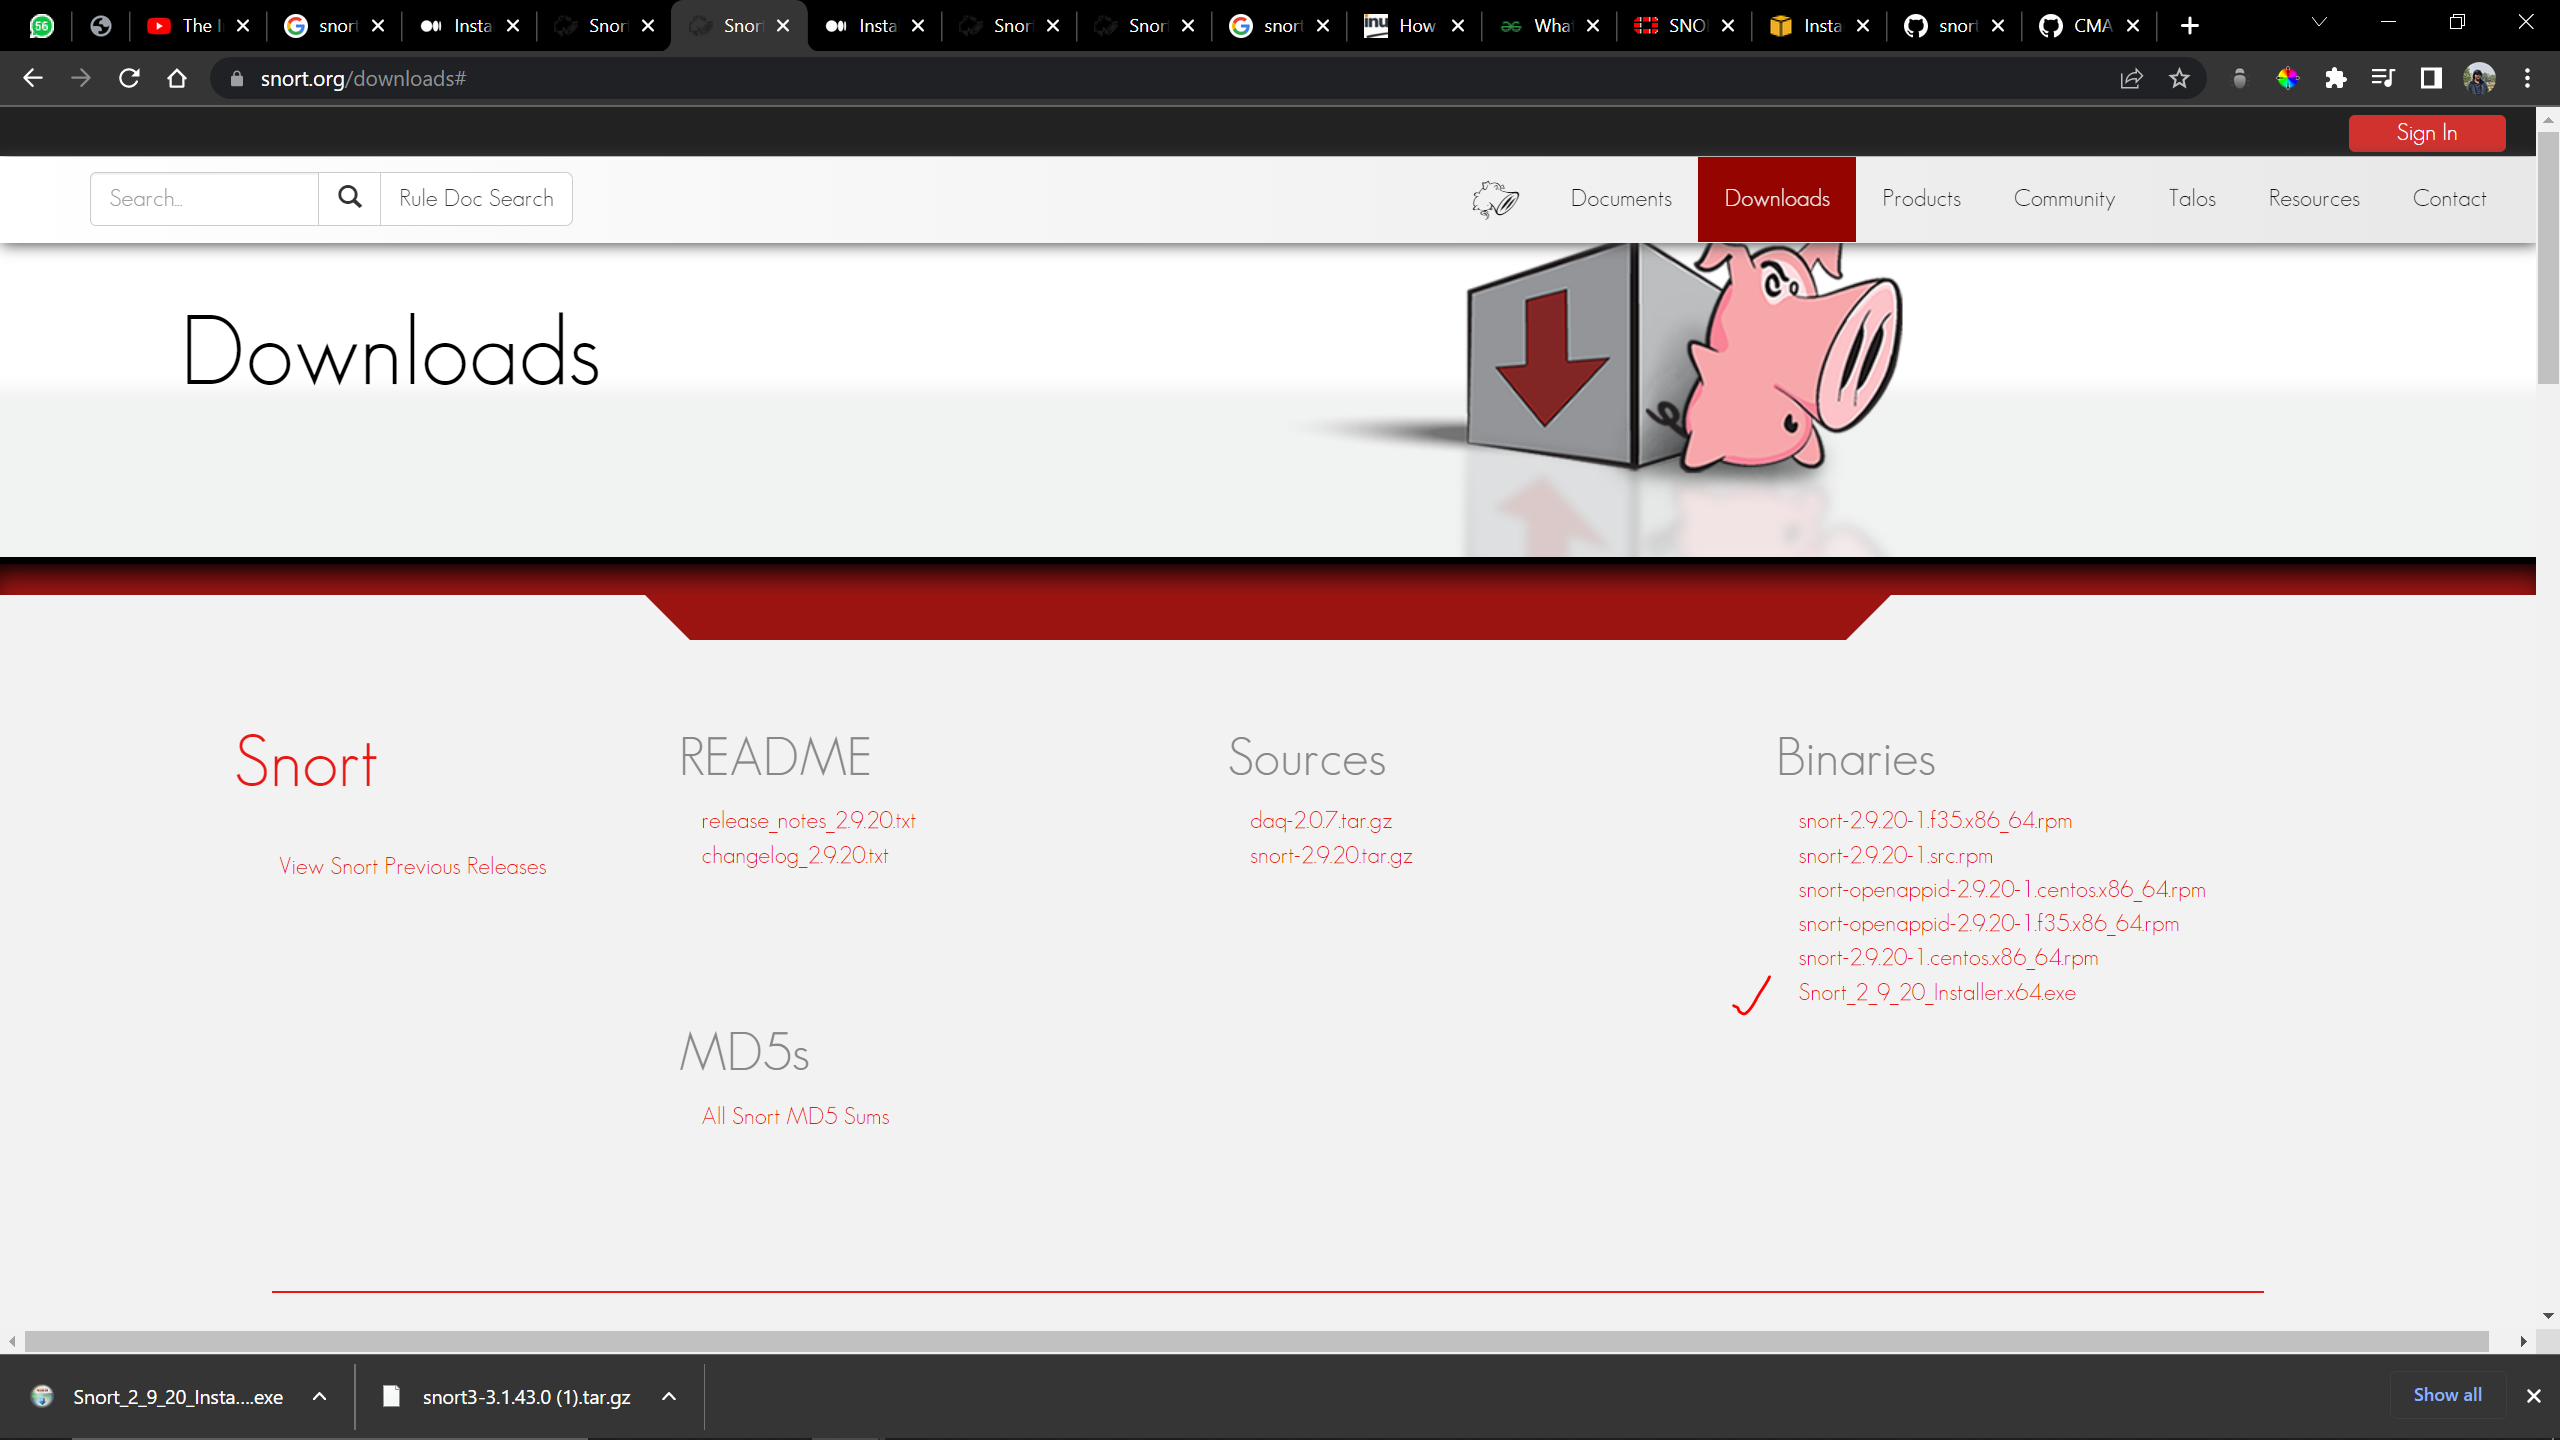 56
The I
snort
Insta
Snor
Snor
Insta
Snor
Snor
snort
How
What
SNO
Insta
snort
CMA
snort.org/downloads#
Sign In
Search...
Rule Doc Search
Documents
Downloads
Products
Community
Talos
Resources
Contact
Downloads
Snort
View Snort Previous Releases
README
release_notes_2.9.20.txt
changelog_2.9.20.txt
MD5s
All Snort MD5 Sums
Sources
daq-2.0.7.tar.gz
snort-2.9.20.tar.gz
Binaries
snort-2.9.20-1.f35.x86_64.rpm
snort-2.9.20-1.src.rpm
snort-openappid-2.9.20-1.centos.x86_64.rpm
snort-openappid-2.9.20-1.f35.x86_64.rpm
snort-2.9.20-1.centos.x86_64.rpm
Snort_2_9_20_Installer.x64.exe
Snort_2_9_20_Insta....exe
snort3-3.1.43.0 (1).tar.gz
Show all